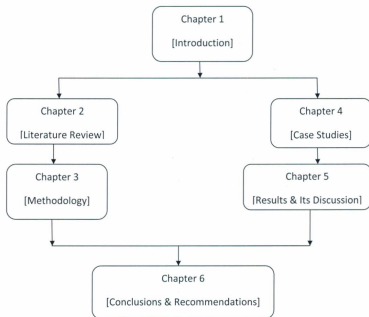 Chapter 1
[Introduction]
Chapter 2
[Literature Review]
Chapter 4
[Case Studies]
Chapter 3
[Methodology]
Chapter 5
[Results & Its Discussion]
Chapter 6
[Conclusions & Recommendations]